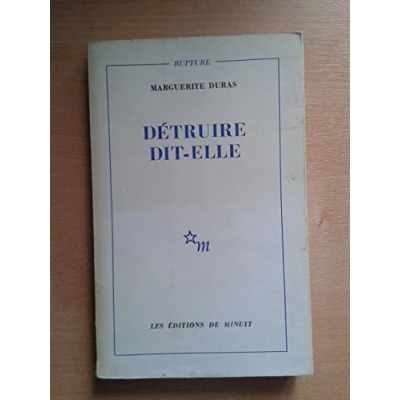 RUPTURE
MARGUERITE DURAS
DÉTRUIRE
DIT-ELLE
m
LES ÉDITIONS DE MINUIT